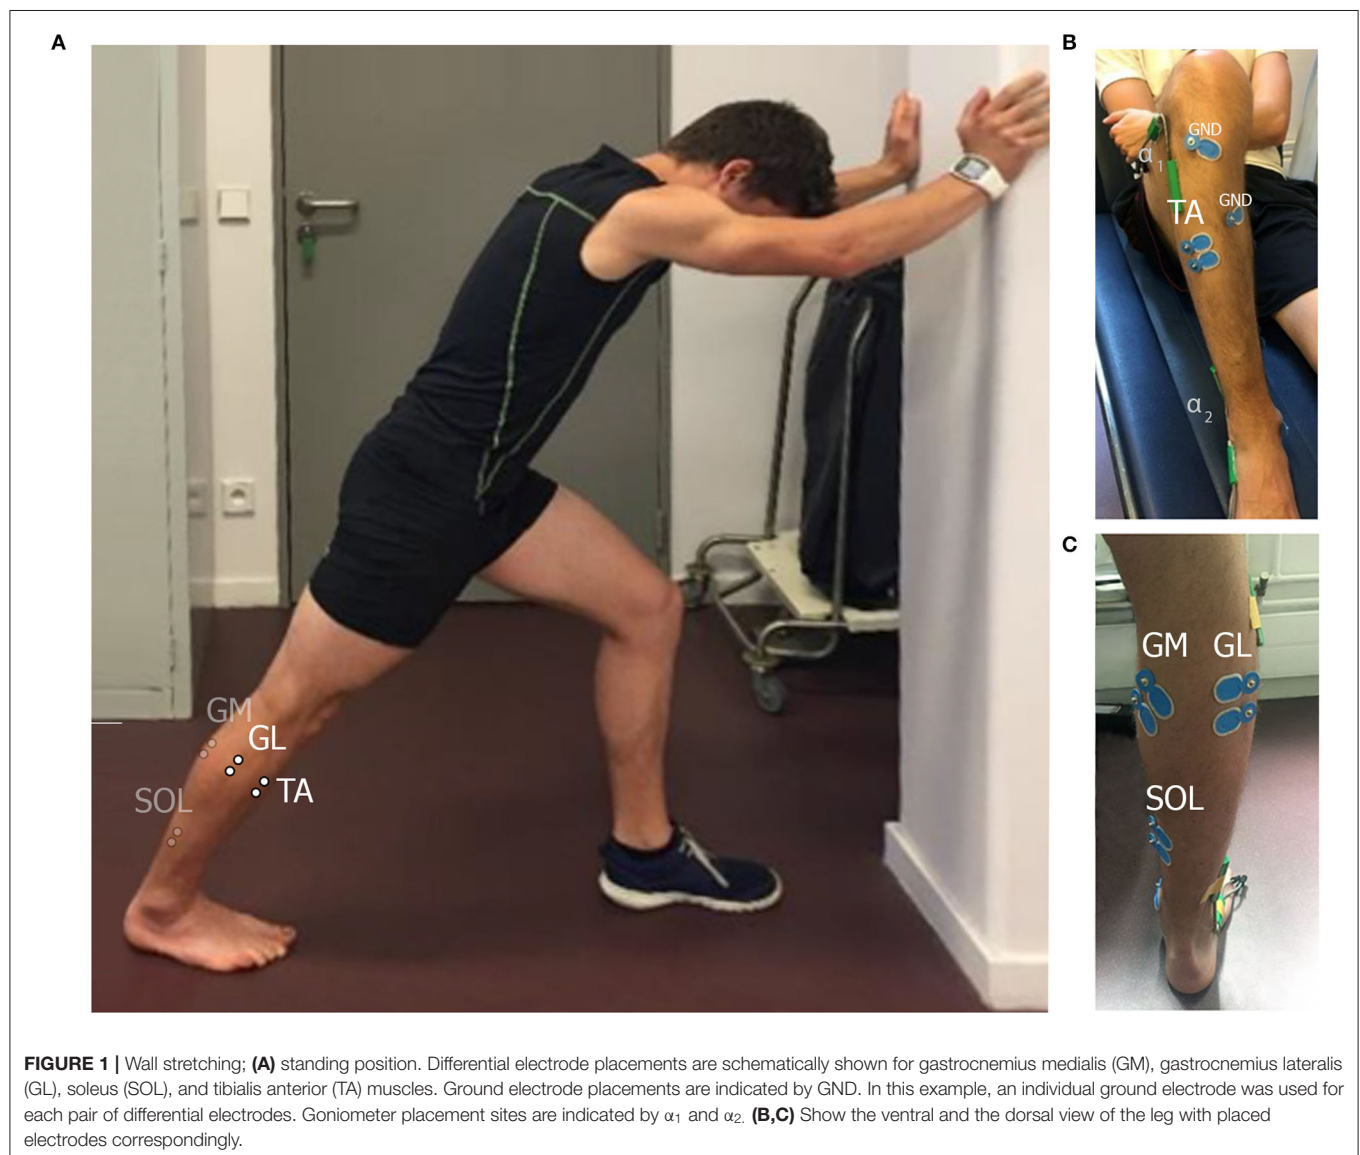 A
B
GND
α1
TA
GND
α2
C
GM
GL
SOL
GM
GL
TA
SOL
FIGURE 1 | Wall stretching; (A) standing position. Differential electrode placements are schematically shown for gastrocnemius medialis (GM), gastrocnemius lateralis
(GL), soleus (SOL), and tibialis anterior (TA) muscles. Ground electrode placements are indicated by GND. In this example, an individual ground electrode was used for
each pair of differential electrodes. Goniometer placement sites are indicated by α1 and α2. (B,C) Show the ventral and the dorsal view of the leg with placed
electrodes correspondingly.